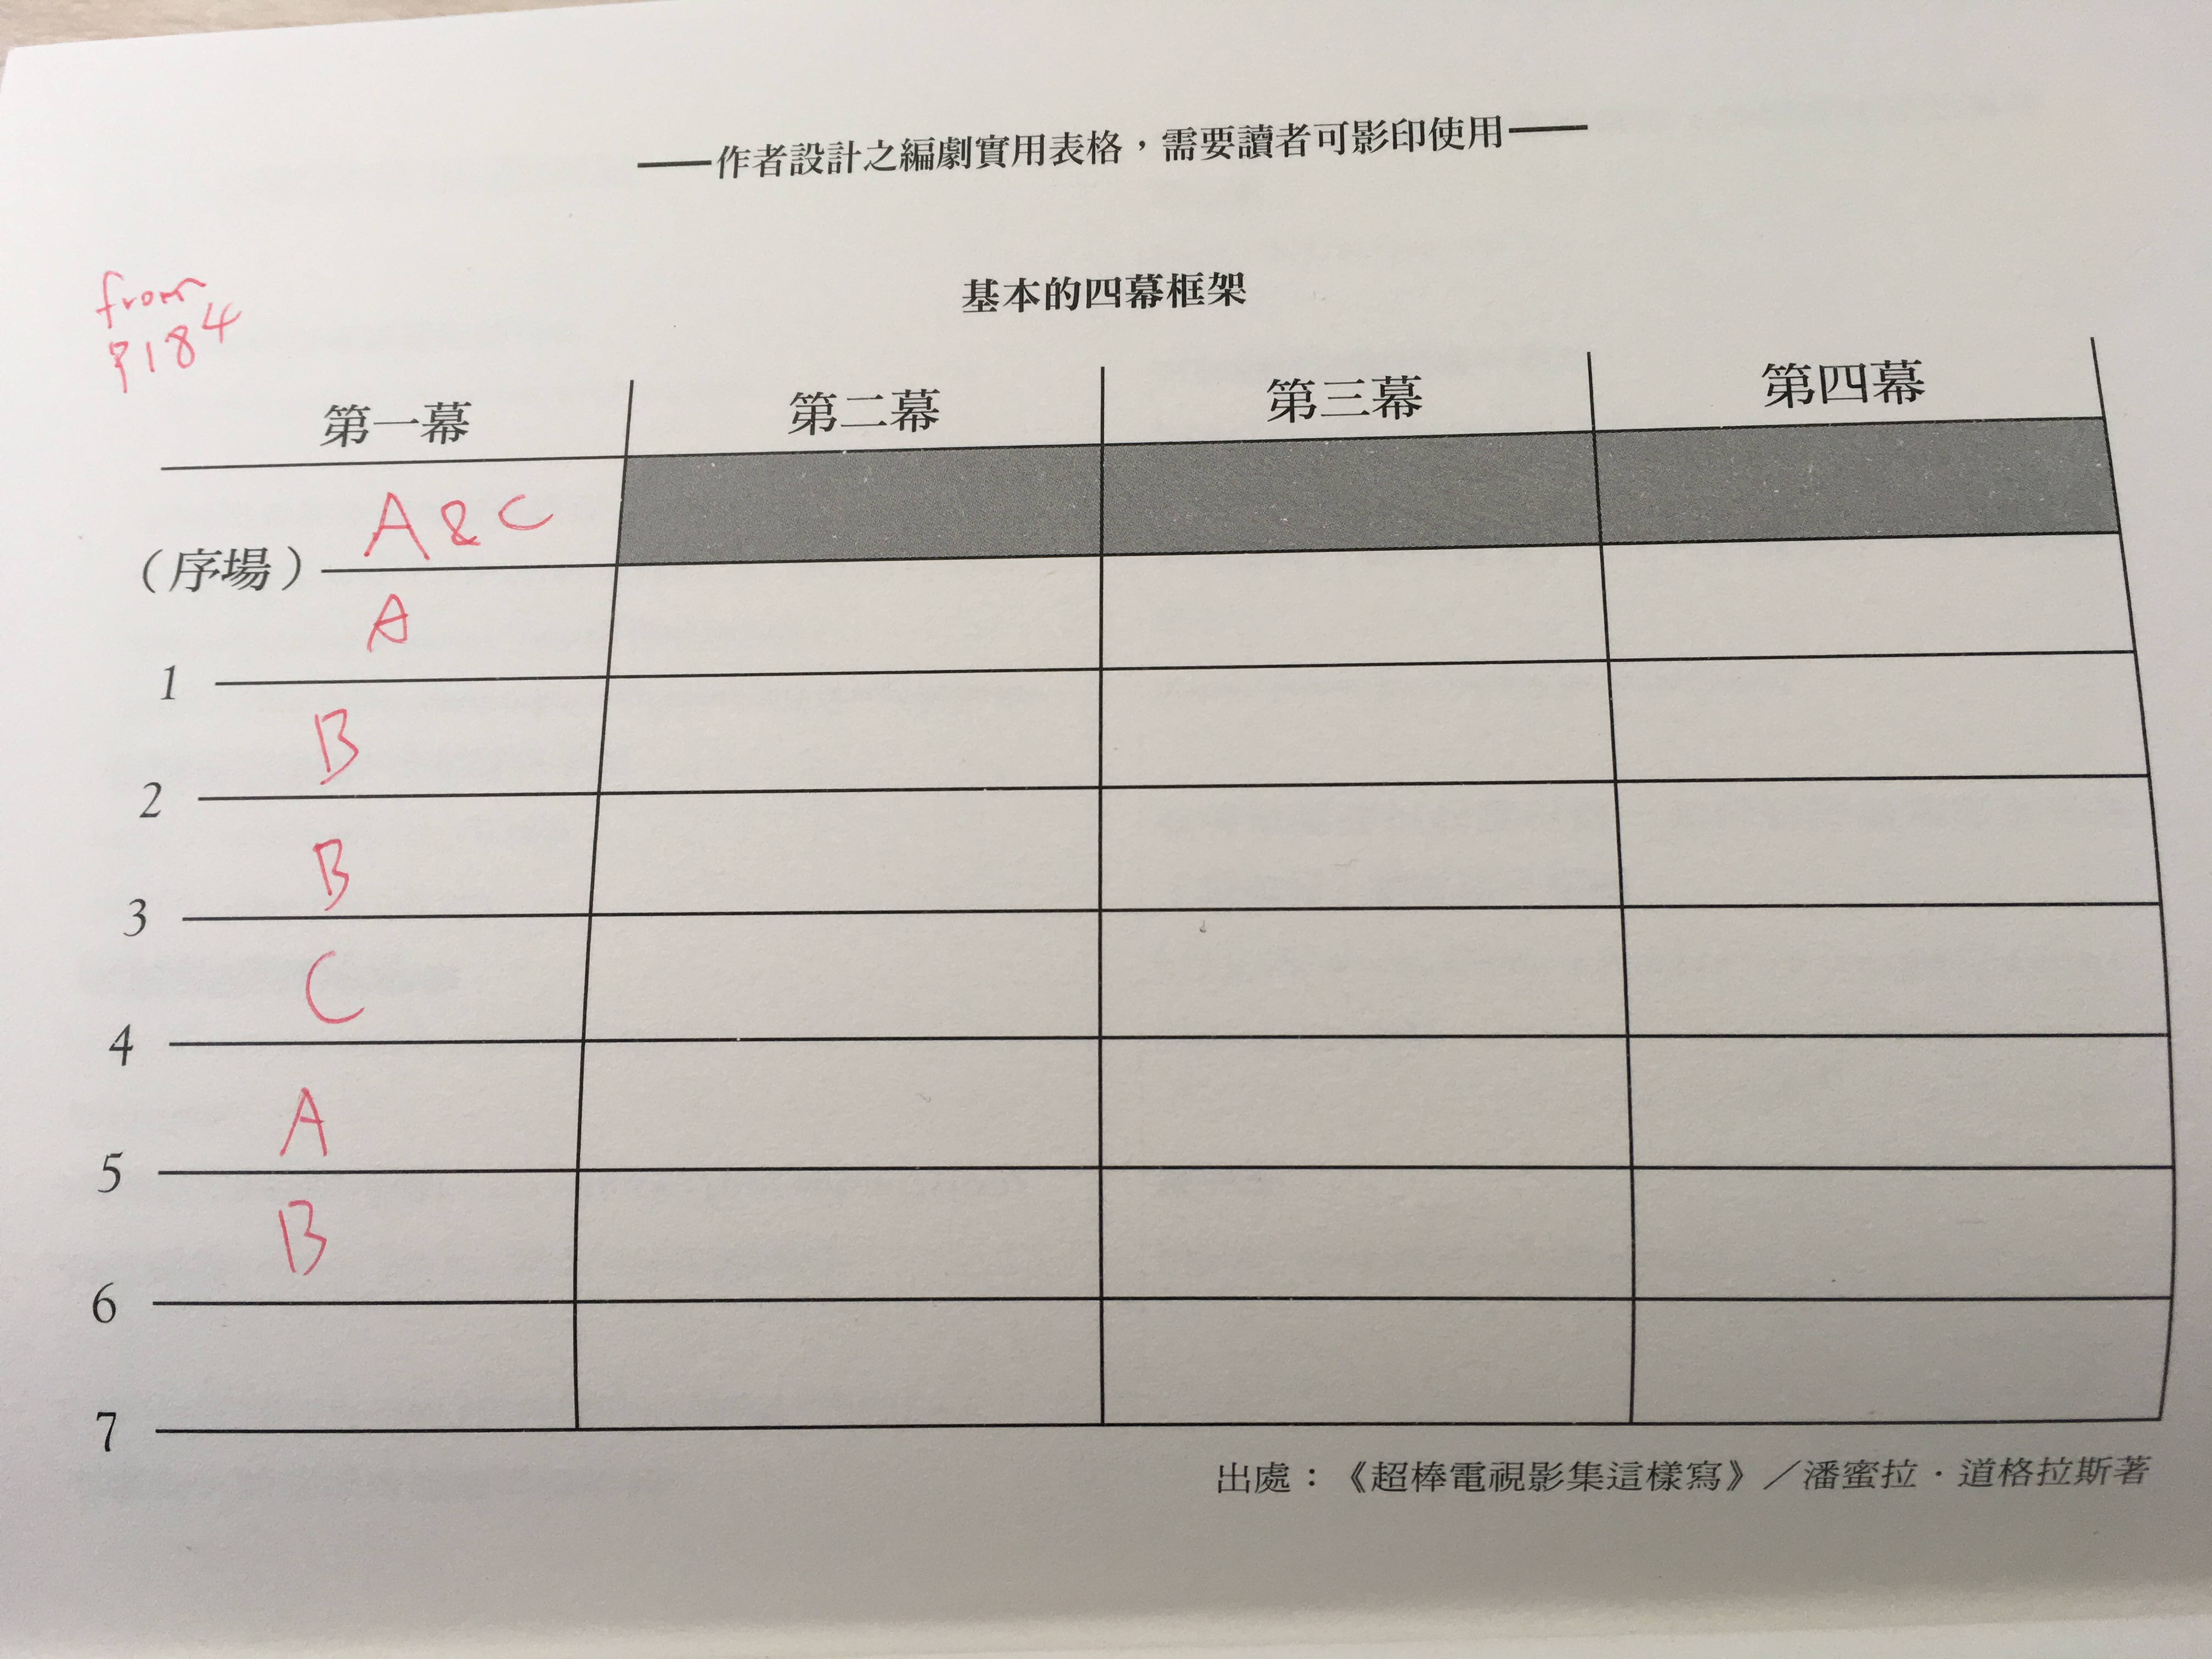 from
P184
——作者設計之編劇實用表格，需要讀者可影印使用——
基本的四幕框架
第一幕 第二幕 第三幕 第四幕
（序場） A & C
1 A
2 B
3 B
4 C
5 A
6 B
7
出處：《超棒電視影集這樣寫》／潘蜜拉・道格拉斯著